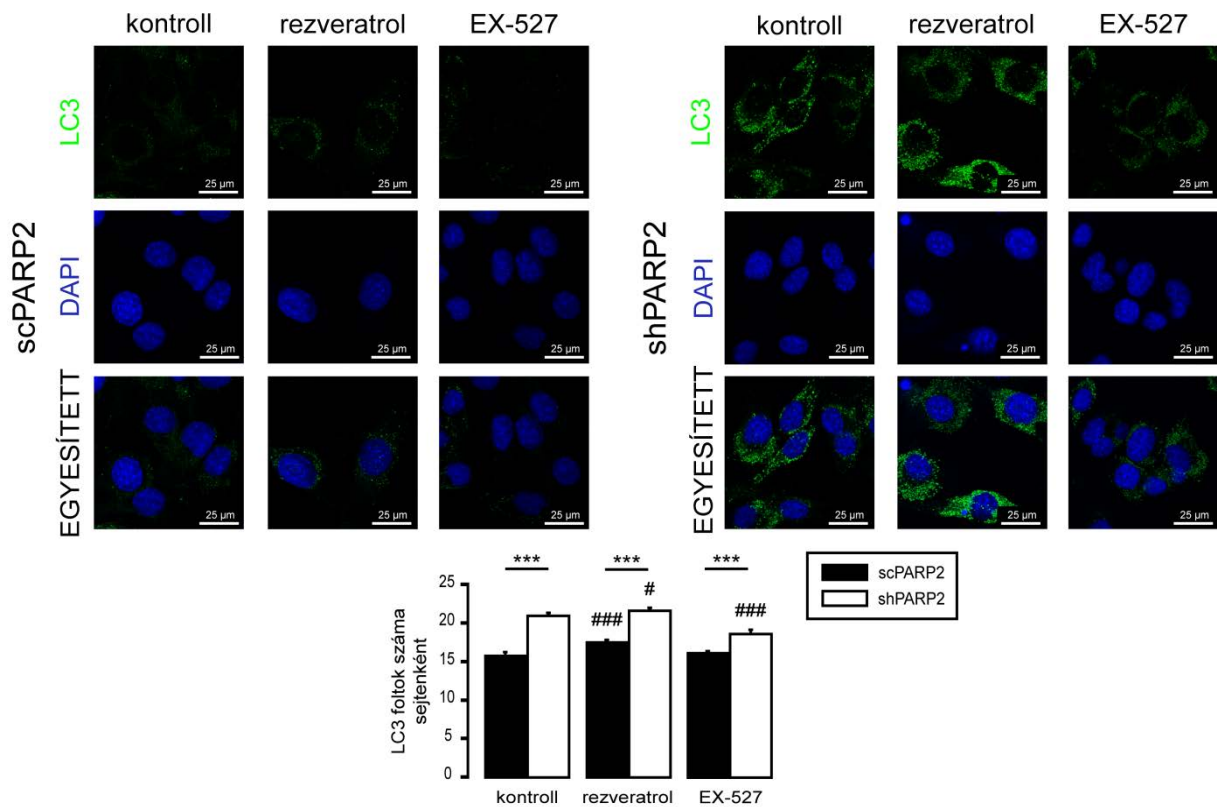 kontroll rezveratrol EX-527
LC3
25 µm 25 µm 25 µm
scPARP2
DAPI
25 µm 25 µm 25 µm
EGYESÍTETT
25 µm 25 µm 25 µm
kontroll rezveratrol EX-527
LC3
25 µm 25 µm 25 µm
shPARP2
DAPI
25 µm 25 µm 25 µm
EGYESÍTETT
25 µm 25 µm 25 µm
*** *** ***
# ### ###
scPARP2
shPARP2
LC3 foltok száma
sejtenként
25
20
15
10
5
0
kontroll rezveratrol EX-527